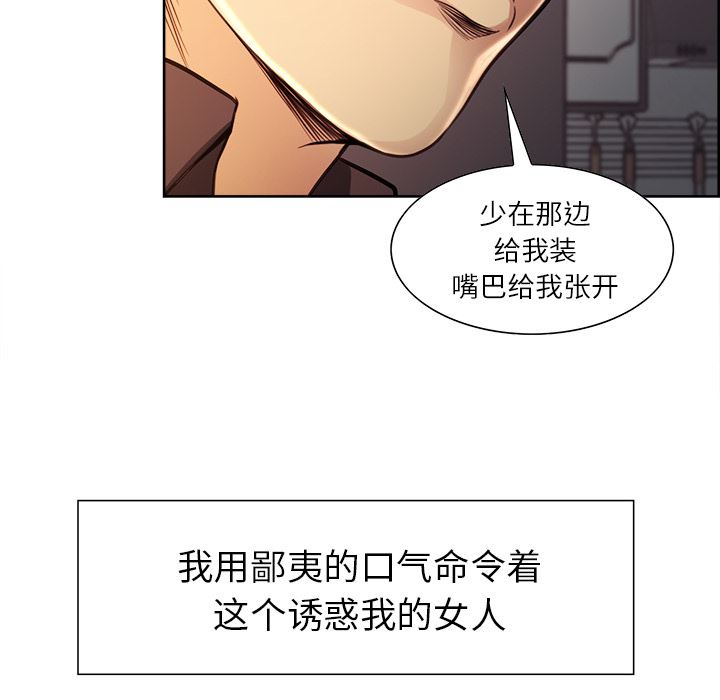 少在那边
给我装
嘴巴给我张开
我用鄙夷的口气命令着
这个诱惑我的女人